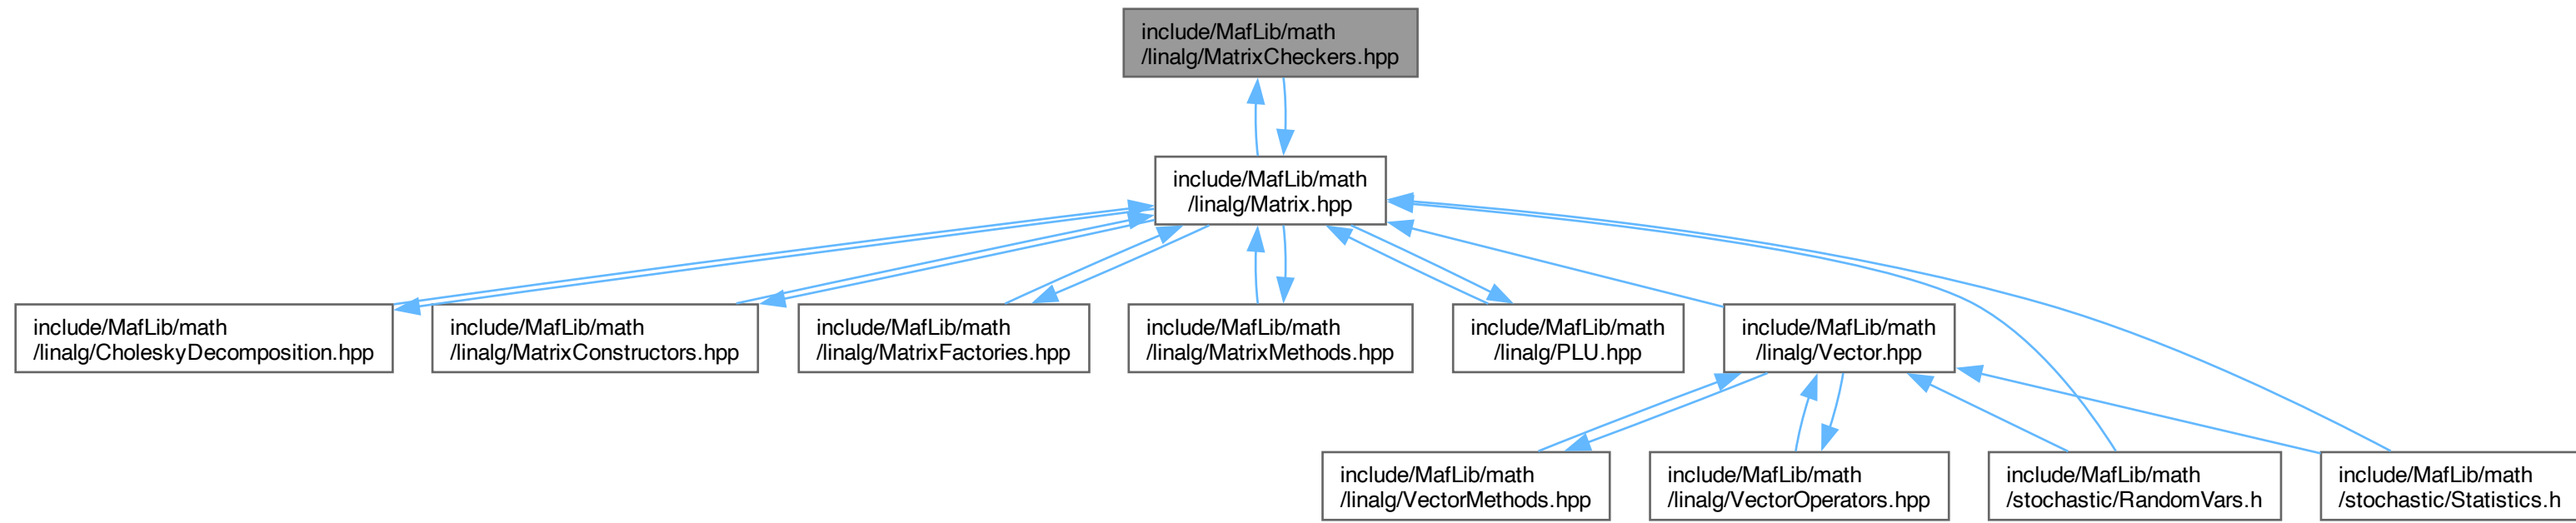 include/MafLib/math
/linalg/MatrixCheckers.hpp
include/MafLib/math
/linalg/Matrix.hpp
include/MafLib/math
/linalg/CholeskyDecomposition.hpp
include/MafLib/math
/linalg/MatrixConstructors.hpp
include/MafLib/math
/linalg/MatrixFactories.hpp
include/MafLib/math
/linalg/MatrixMethods.hpp
include/MafLib/math
/linalg/PLU.hpp
include/MafLib/math
/linalg/Vector.hpp
include/MafLib/math
/linalg/VectorMethods.hpp
include/MafLib/math
/linalg/VectorOperators.hpp
include/MafLib/math
/stochastic/RandomVars.h
include/MafLib/math
/stochastic/Statistics.h